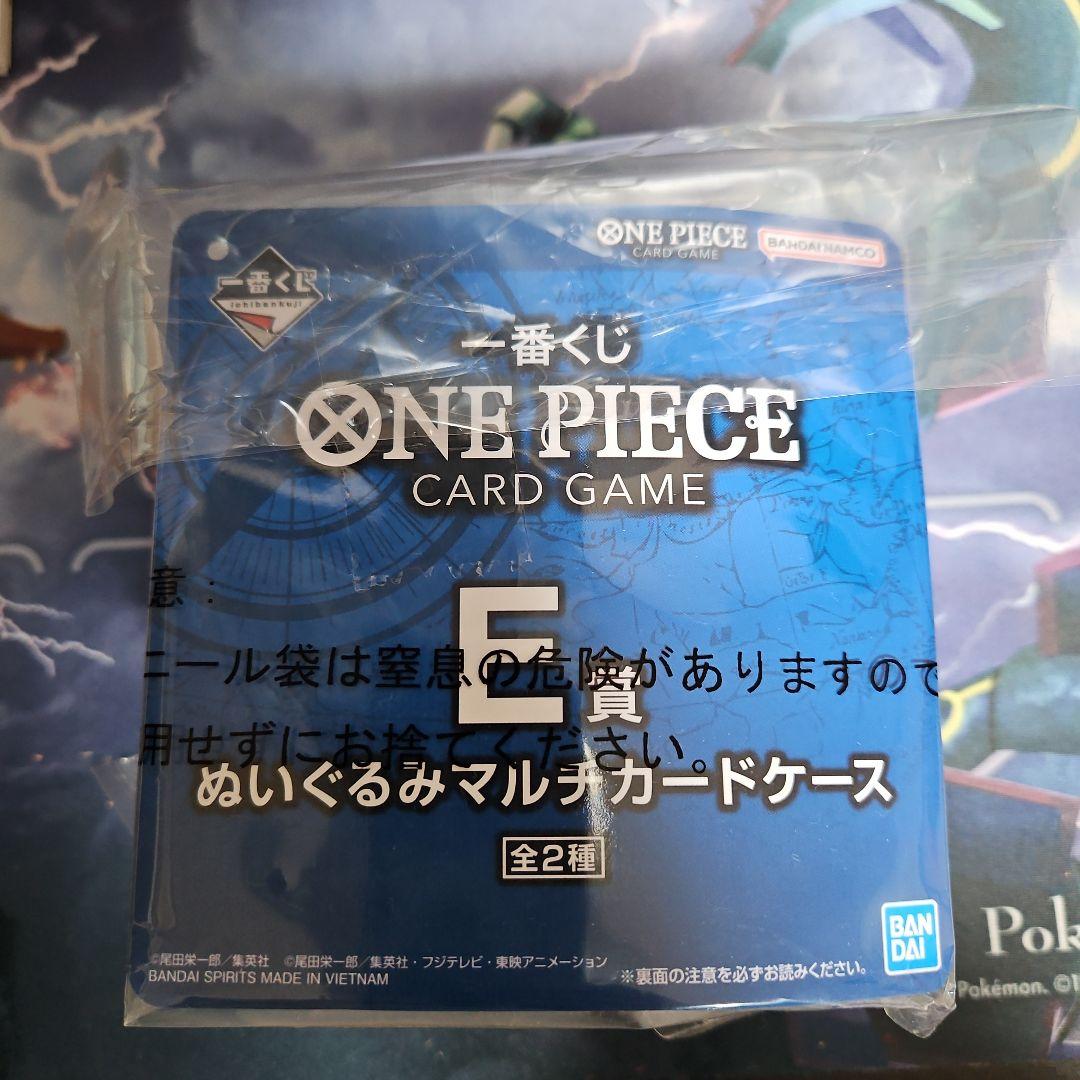 ONE PIECE
CARD GAME
BANDAI NAMCO
一番くじ
ichibankuji
一番くじ
ONE PIECE
CARD GAME
意：
ニール袋は窒息の危険がありますので
用せずにお捨てください。
E賞
ぬいぐるみマルチカードケース
全2種
BAN
DAI
©尾田栄一郎／集英社 ©尾田栄一郎／集英社・フジテレビ・東映アニメーション
BANDAI SPIRITS MADE IN VIETNAM
※裏面の注意を必ずお読みください。
Pok
Pokémon. ©